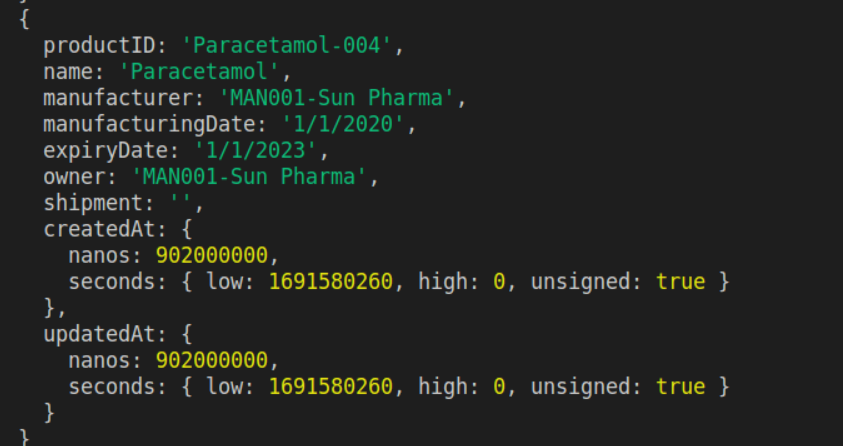 }
{
  productID: 'Paracetamol-004',
  name: 'Paracetamol',
  manufacturer: 'MAN001-Sun Pharma',
  manufacturingDate: '1/1/2020',
  expiryDate: '1/1/2023',
  owner: 'MAN001-Sun Pharma',
  shipment: '',
  createdAt: {
    nanos: 902000000,
    seconds: { low: 1691580260, high: 0, unsigned: true }
  },
  updatedAt: {
    nanos: 902000000,
    seconds: { low: 1691580260, high: 0, unsigned: true }
  }
}